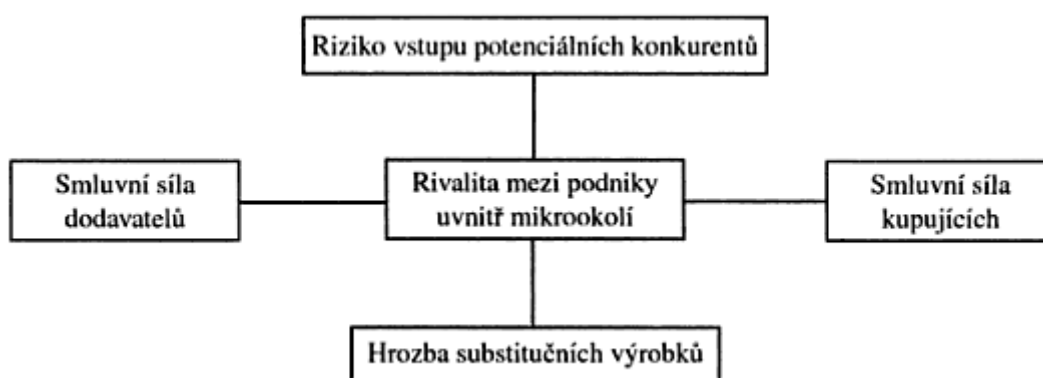 Riziko vstupu potenciálních konkurentů
Smluvní síla
dodavatelů
Rivalita mezi podniky
uvnitř mikrookolí
Smluvní síla
kupujících
Hrozba substitučních výrobků